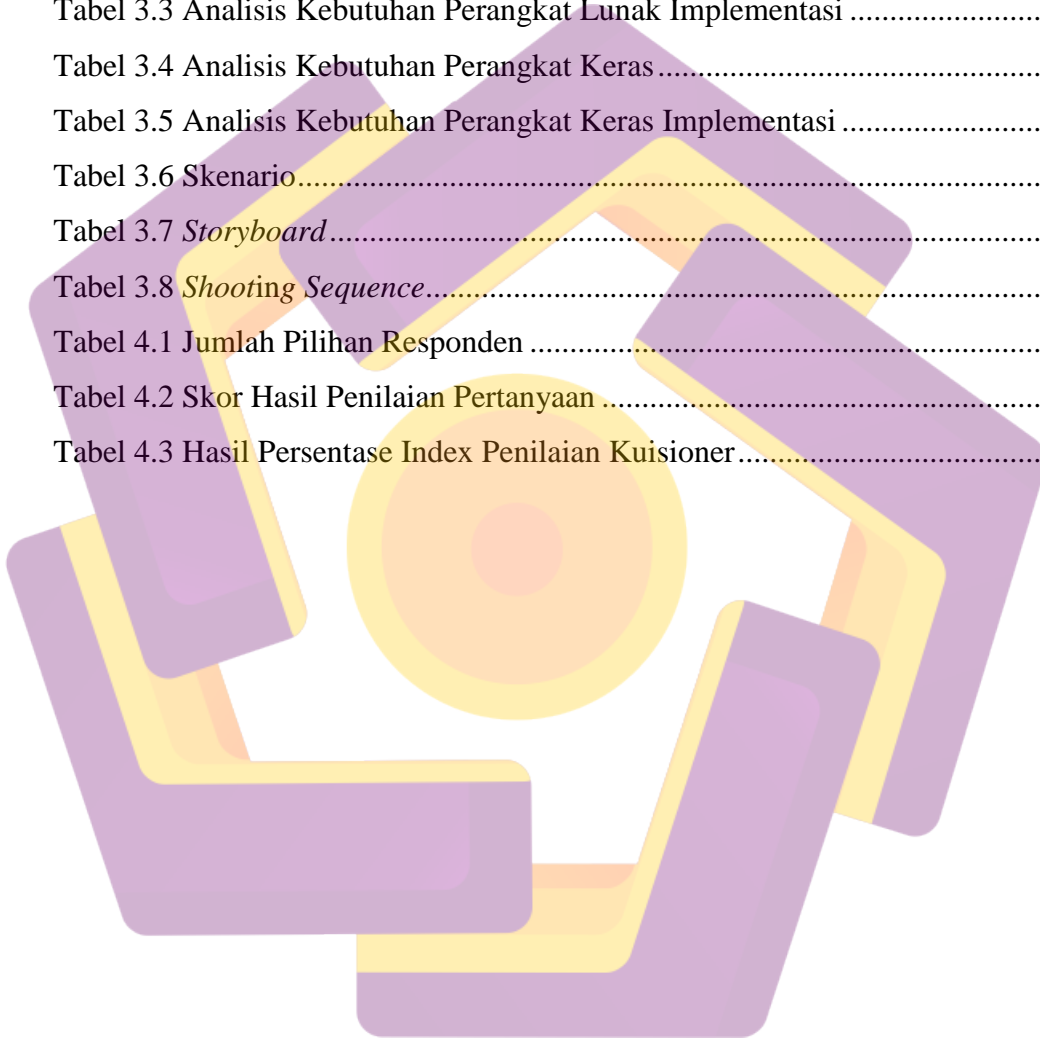 Tabel 3.3 Analisis Kebutuhan Perangkat Lunak Implementasi ......................
Tabel 3.4 Analisis Kebutuhan Perangkat Keras ..............................................
Tabel 3.5 Analisis Kebutuhan Perangkat Keras Implementasi .......................
Tabel 3.6 Skenario...........................................................................................
Tabel 3.7 Storyboard .......................................................................................
Tabel 3.8 Shooting Sequence...........................................................................
Tabel 4.1 Jumlah Pilihan Responden ..............................................................
Tabel 4.2 Skor Hasil Penilaian Pertanyaan .....................................................
Tabel 4.3 Hasil Persentase Index Penilaian Kuisioner....................................